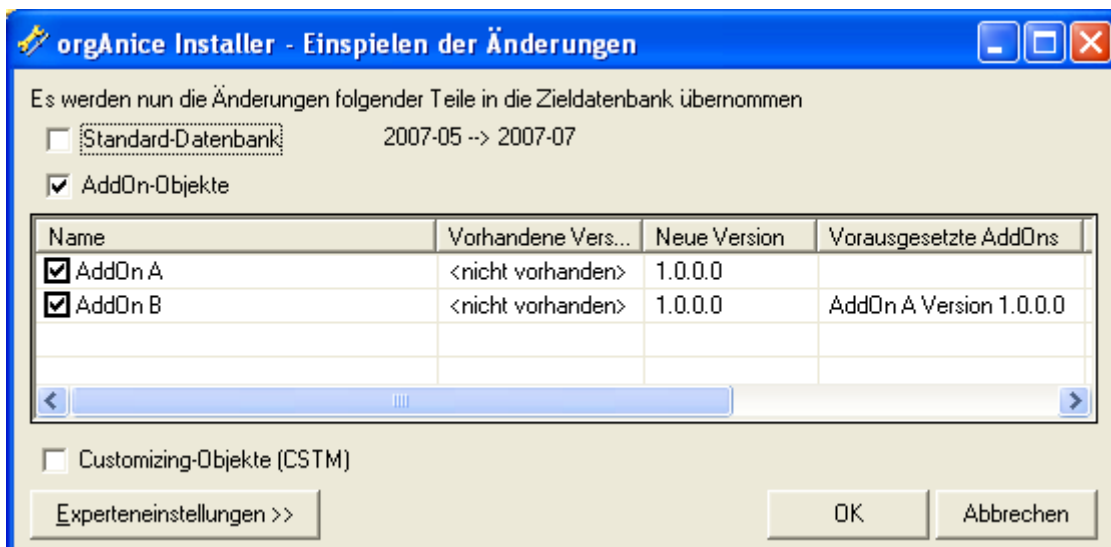 orgAnice Installer - Einspielen der Änderungen
Es werden nun die Änderungen folgender Teile in die Zieldatenbank übernommen
Standard-Datenbank 2007-05 --> 2007-07
AddOn-Objekte
Name Vorhandene Vers... Neue Version Vorausgesetzte AddOns
AddOn A <nicht vorhanden> 1.0.0.0
AddOn B <nicht vorhanden> 1.0.0.0 AddOn A Version 1.0.0.0
Customizing-Objekte (CSTM)
Experteneinstellungen >> OK Abbrechen